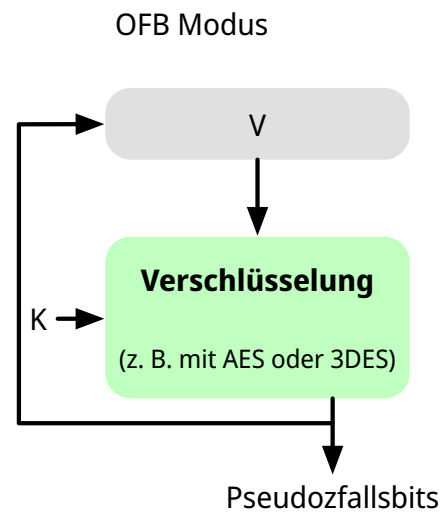 OFB Modus
V
Verschlüsselung
K
(z. B. mit AES oder 3DES)
Pseudozfallsbits